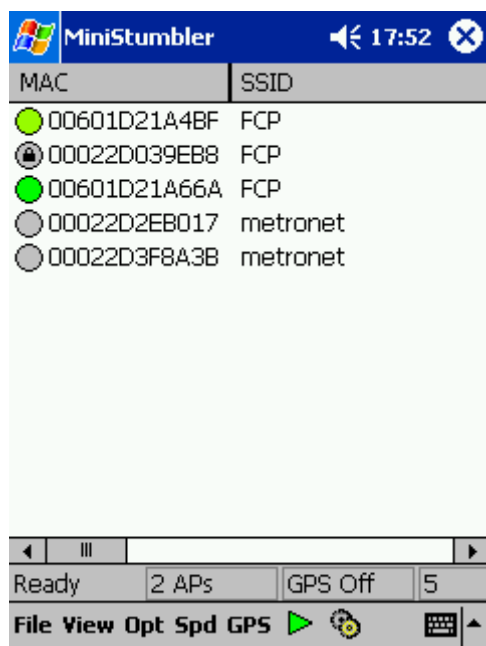 MiniStumbler 17:52
MAC SSID
00601D21A4BF FCP
00022D039EB8 FCP
00601D21A66A FCP
00022D2EB017 metronet
00022D3F8A3B metronet
Ready 2 APs GPS Off 5
File View Opt Spd GPS